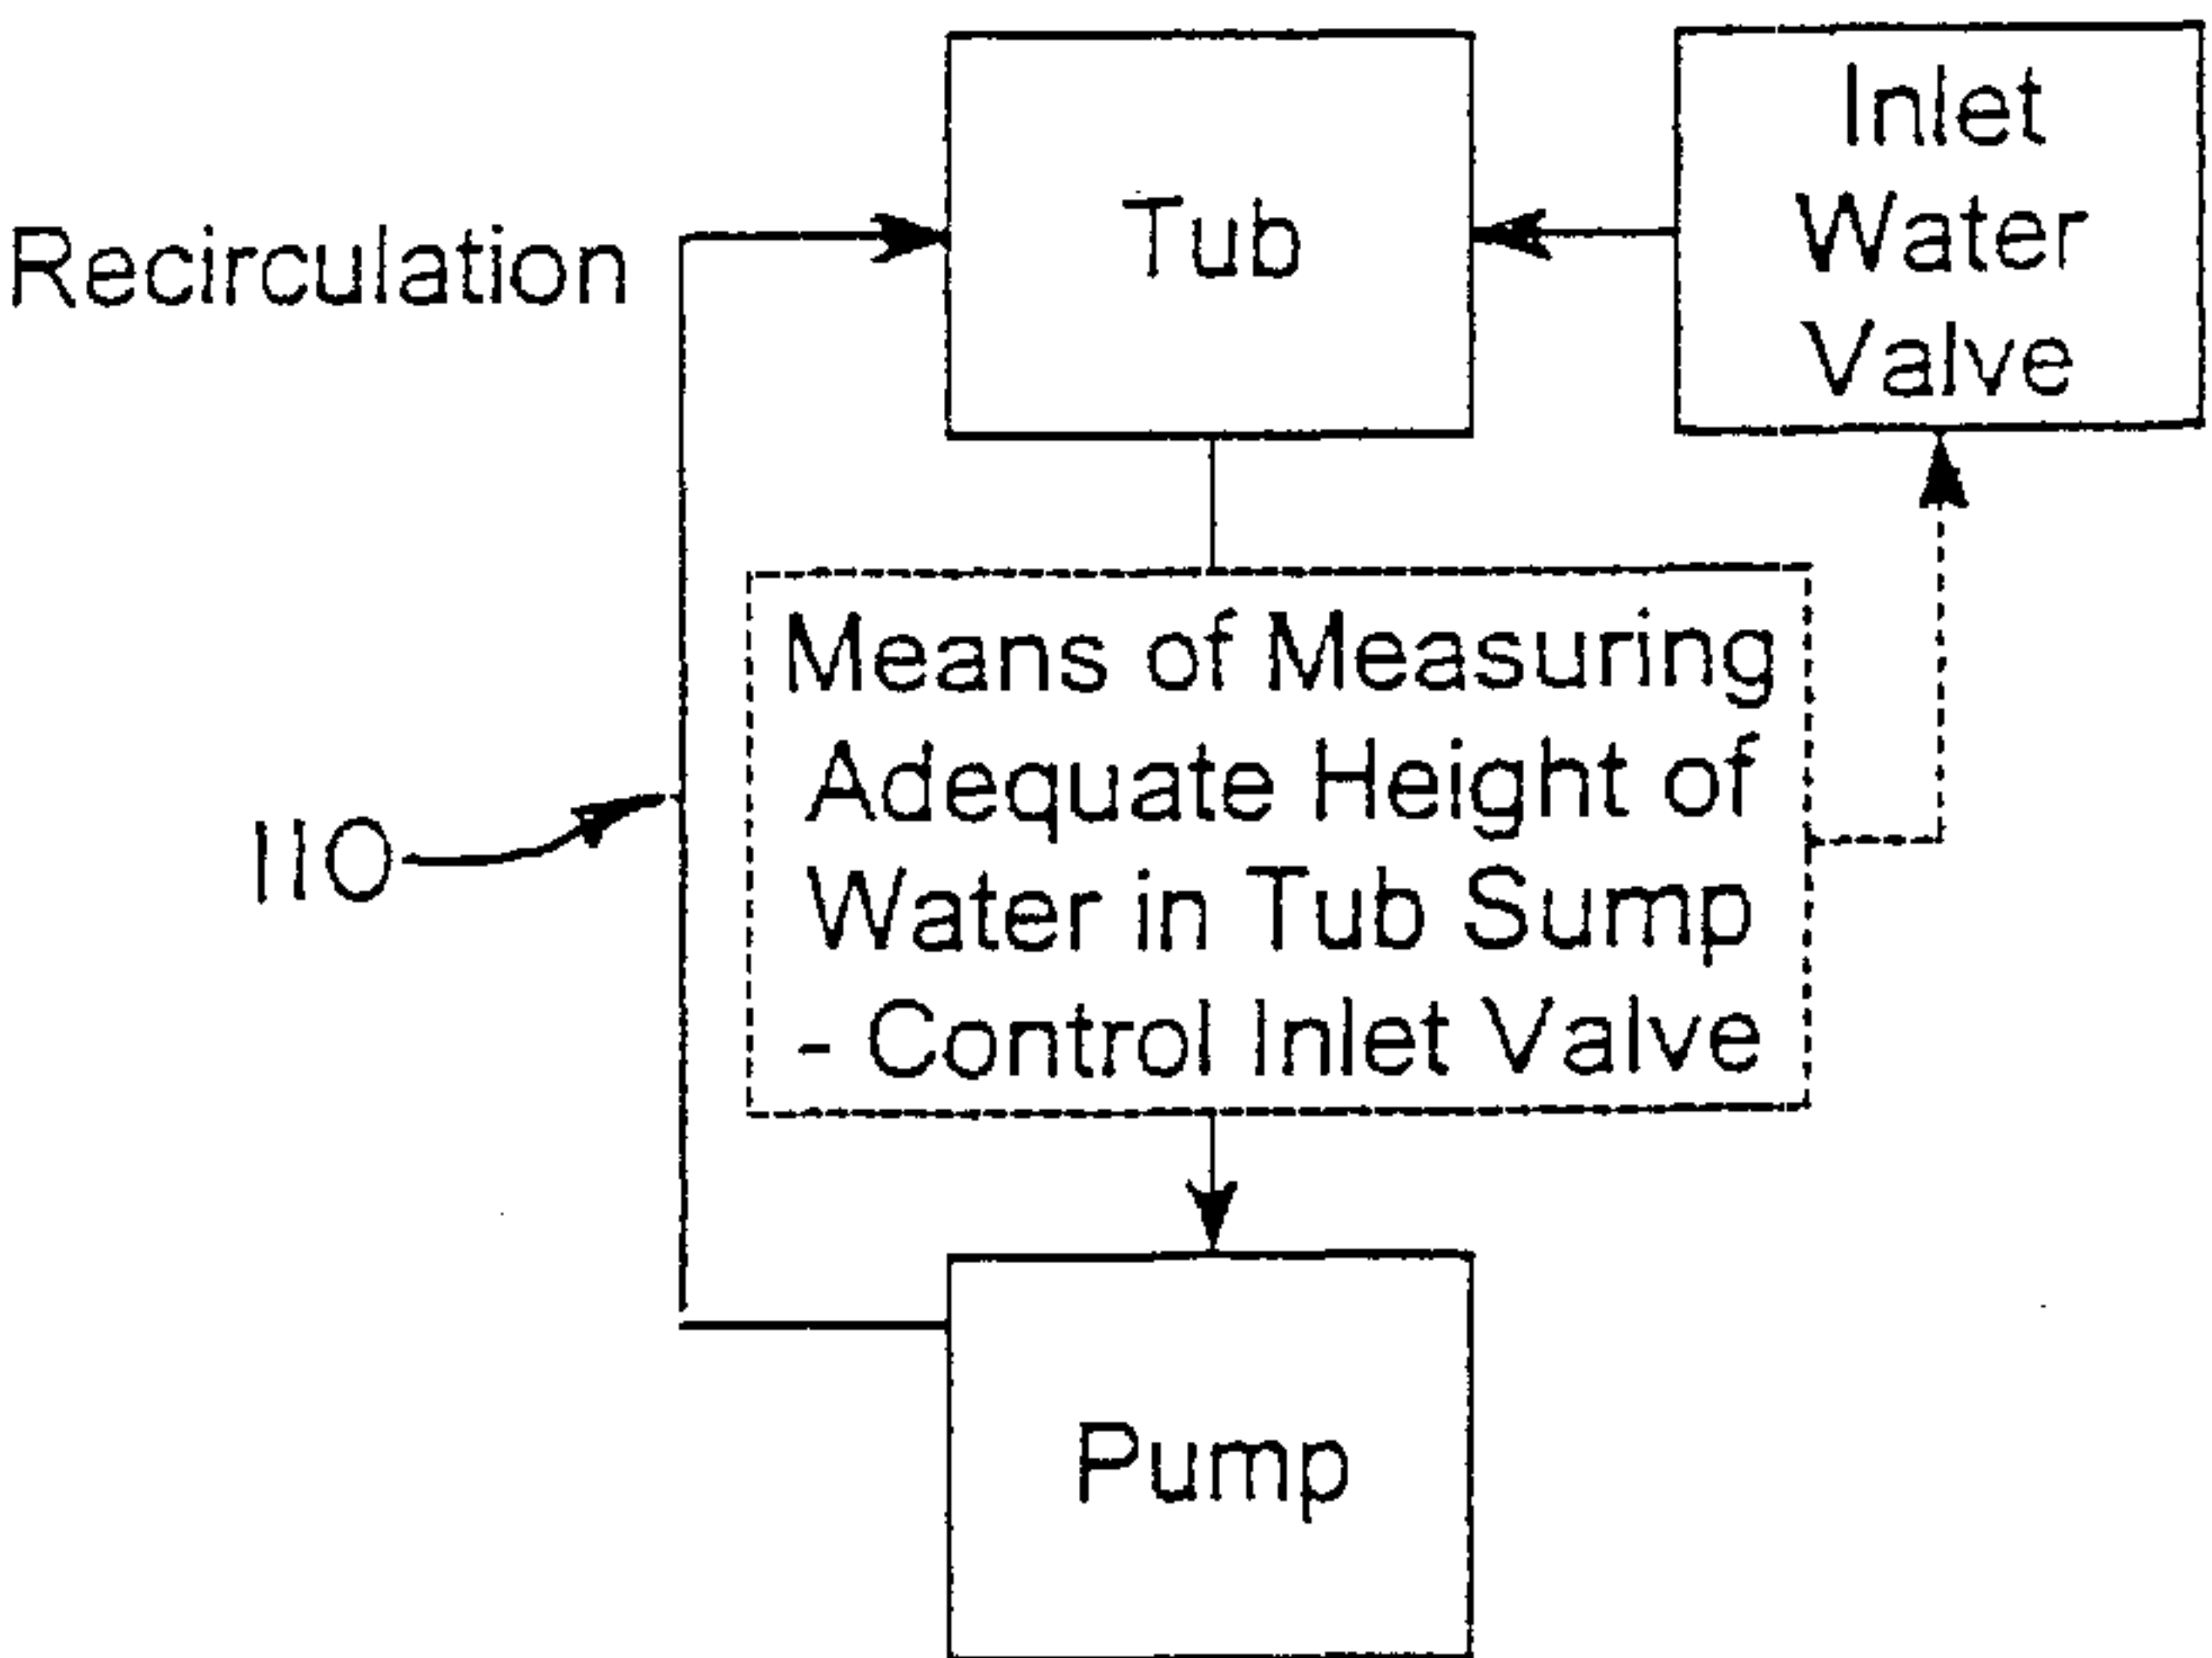 Inlet
Water
Valve
Tub
Recirculation
Means of Measuring
Adequate Height of
Water in Tub Sump
- Control Inlet Valve
110
Pump